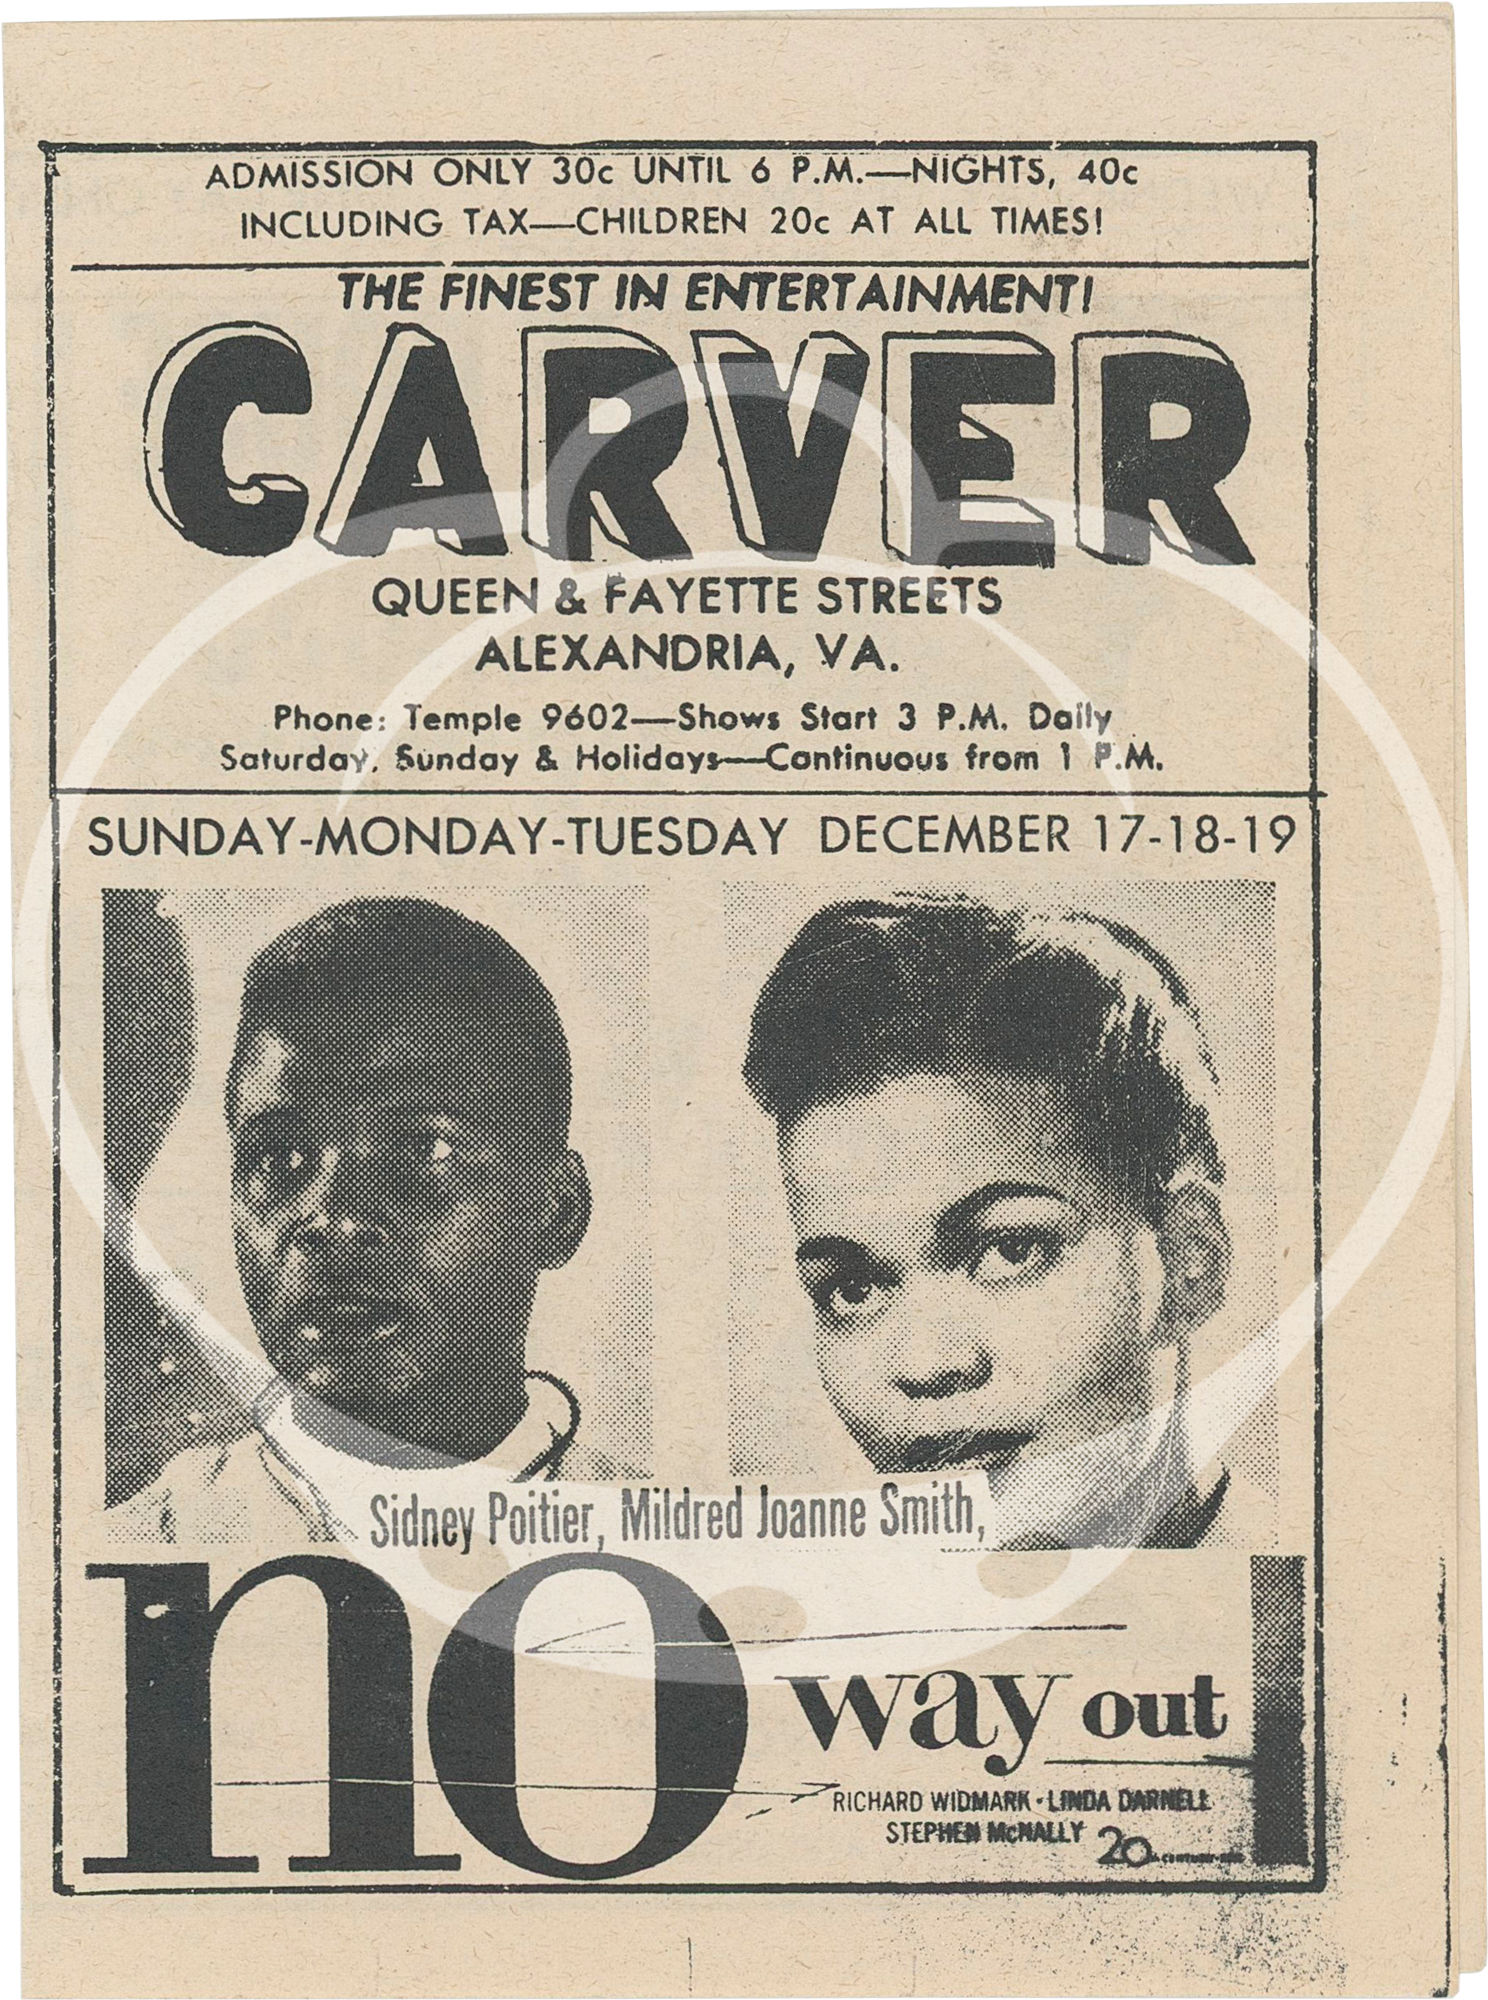 ADMISSION ONLY 30c UNTIL 6 P.M.—NIGHTS, 40c
INCLUDING TAX—CHILDREN 20c AT ALL TIMES!
THE FINEST IN ENTERTAINMENT!
CARVER
QUEEN & FAYETTE STREETS
ALEXANDRIA, VA.
Phone: Temple 9602—Shows Start 3 P.M. Daily
Saturday, Sunday & Holidays—Continuous from 1 P.M.
SUNDAY-MONDAY-TUESDAY DECEMBER 17-18-19
Sidney Poitier, Mildred Joanne Smith,
no way out
RICHARD WIDMARK · LINDA DARNELL
STEPHEN McNALLY 20